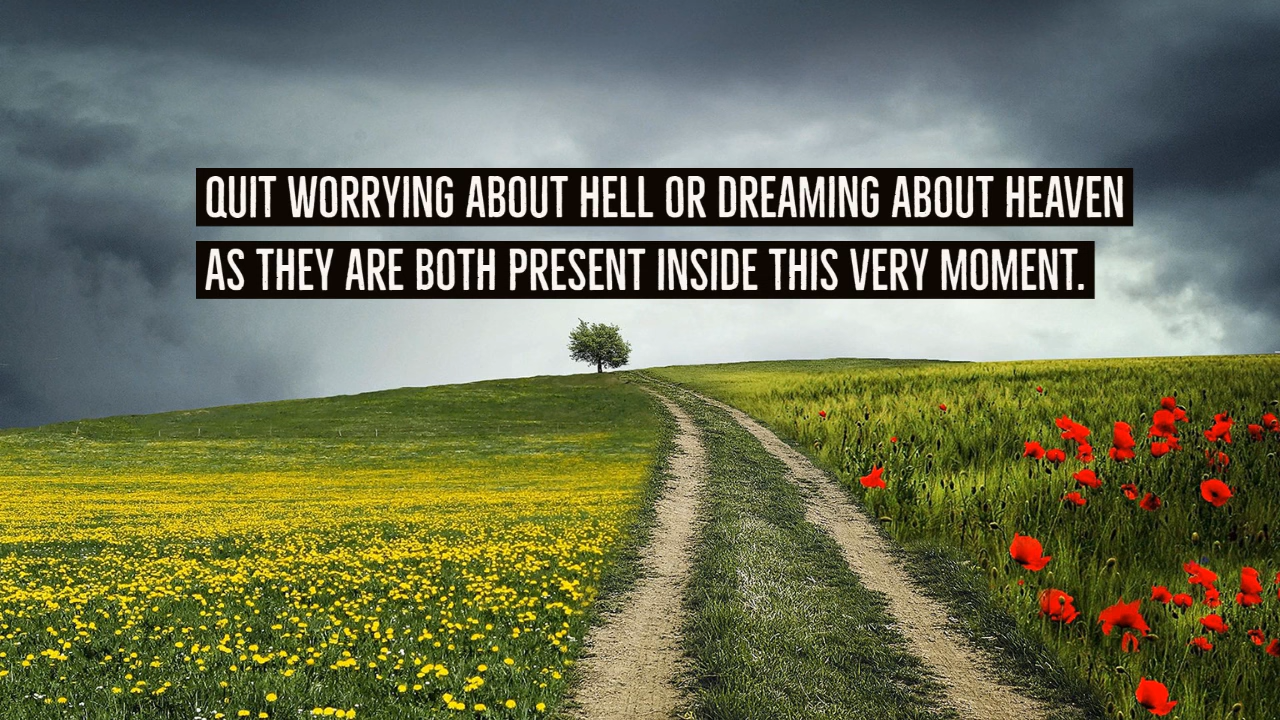 QUIT WORRYING ABOUT HELL OR DREAMING ABOUT HEAVEN
AS THEY ARE BOTH PRESENT INSIDE THIS VERY MOMENT.